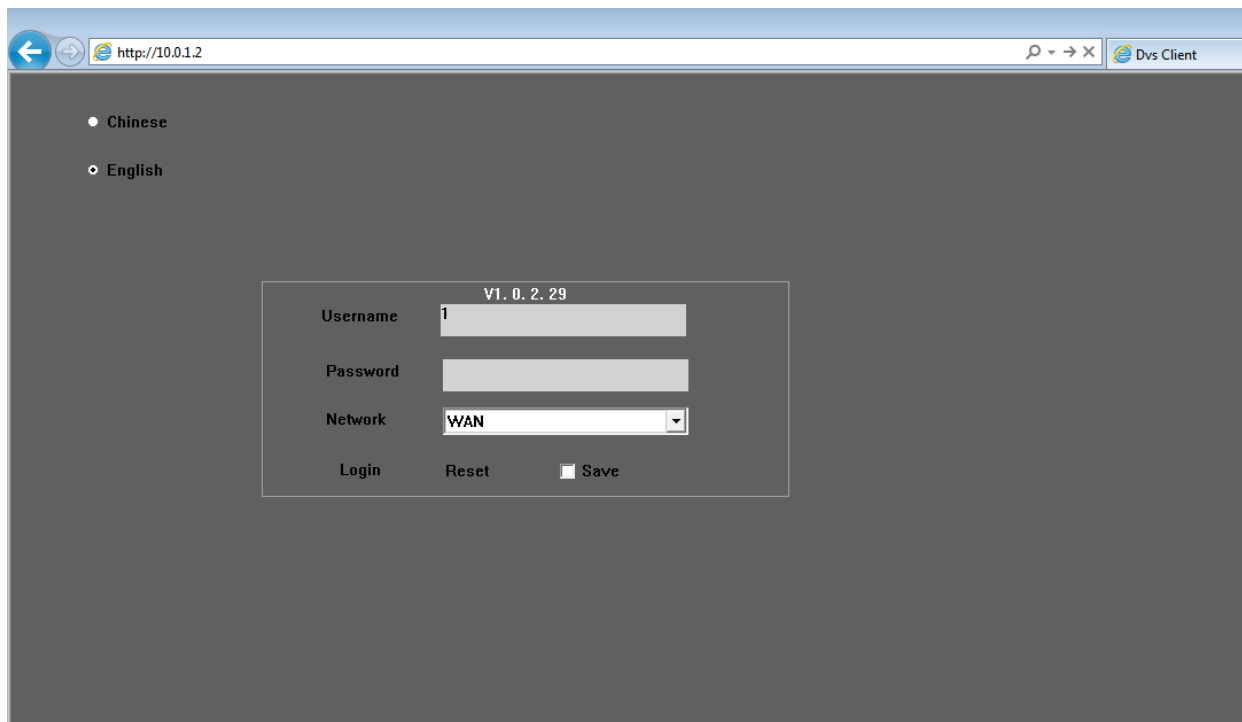 http://10.0.1.2
Dvs Client
Chinese
English
V1.0.2.29
Username 1
Password
Network WAN
Login Reset Save